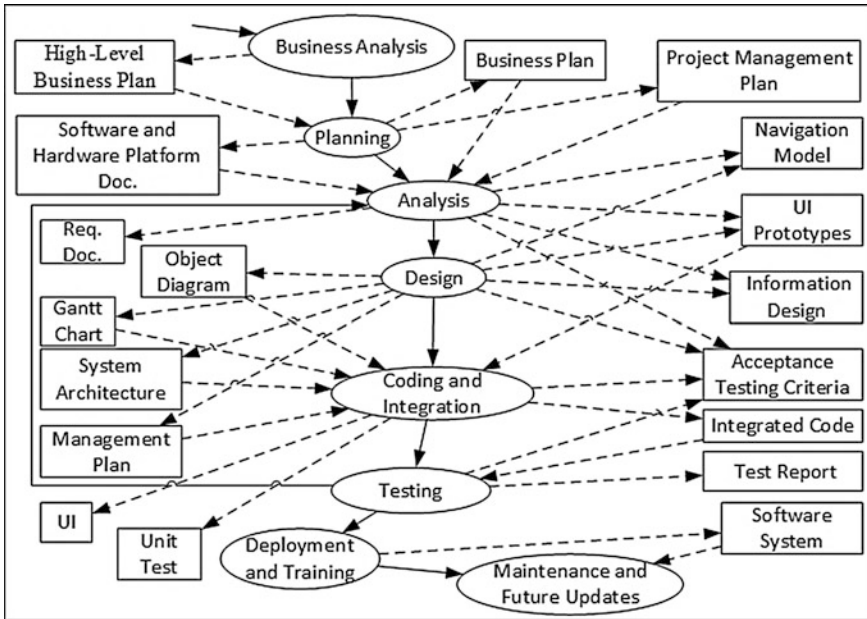 Business Analysis
High-Level
Business Plan
Business Plan
Project Management
Plan
Planning
Software and
Hardware Platform
Doc.
Navigation
Model
Analysis
Req.
Doc.
UI
Prototypes
Object
Diagram
Design
Information
Design
Gantt
Chart
System
Architecture
Coding and
Integration
Acceptance
Testing Criteria
Management
Plan
Integrated Code
Test Report
Testing
UI
Unit
Test
Deployment
and Training
Software
System
Maintenance and
Future Updates